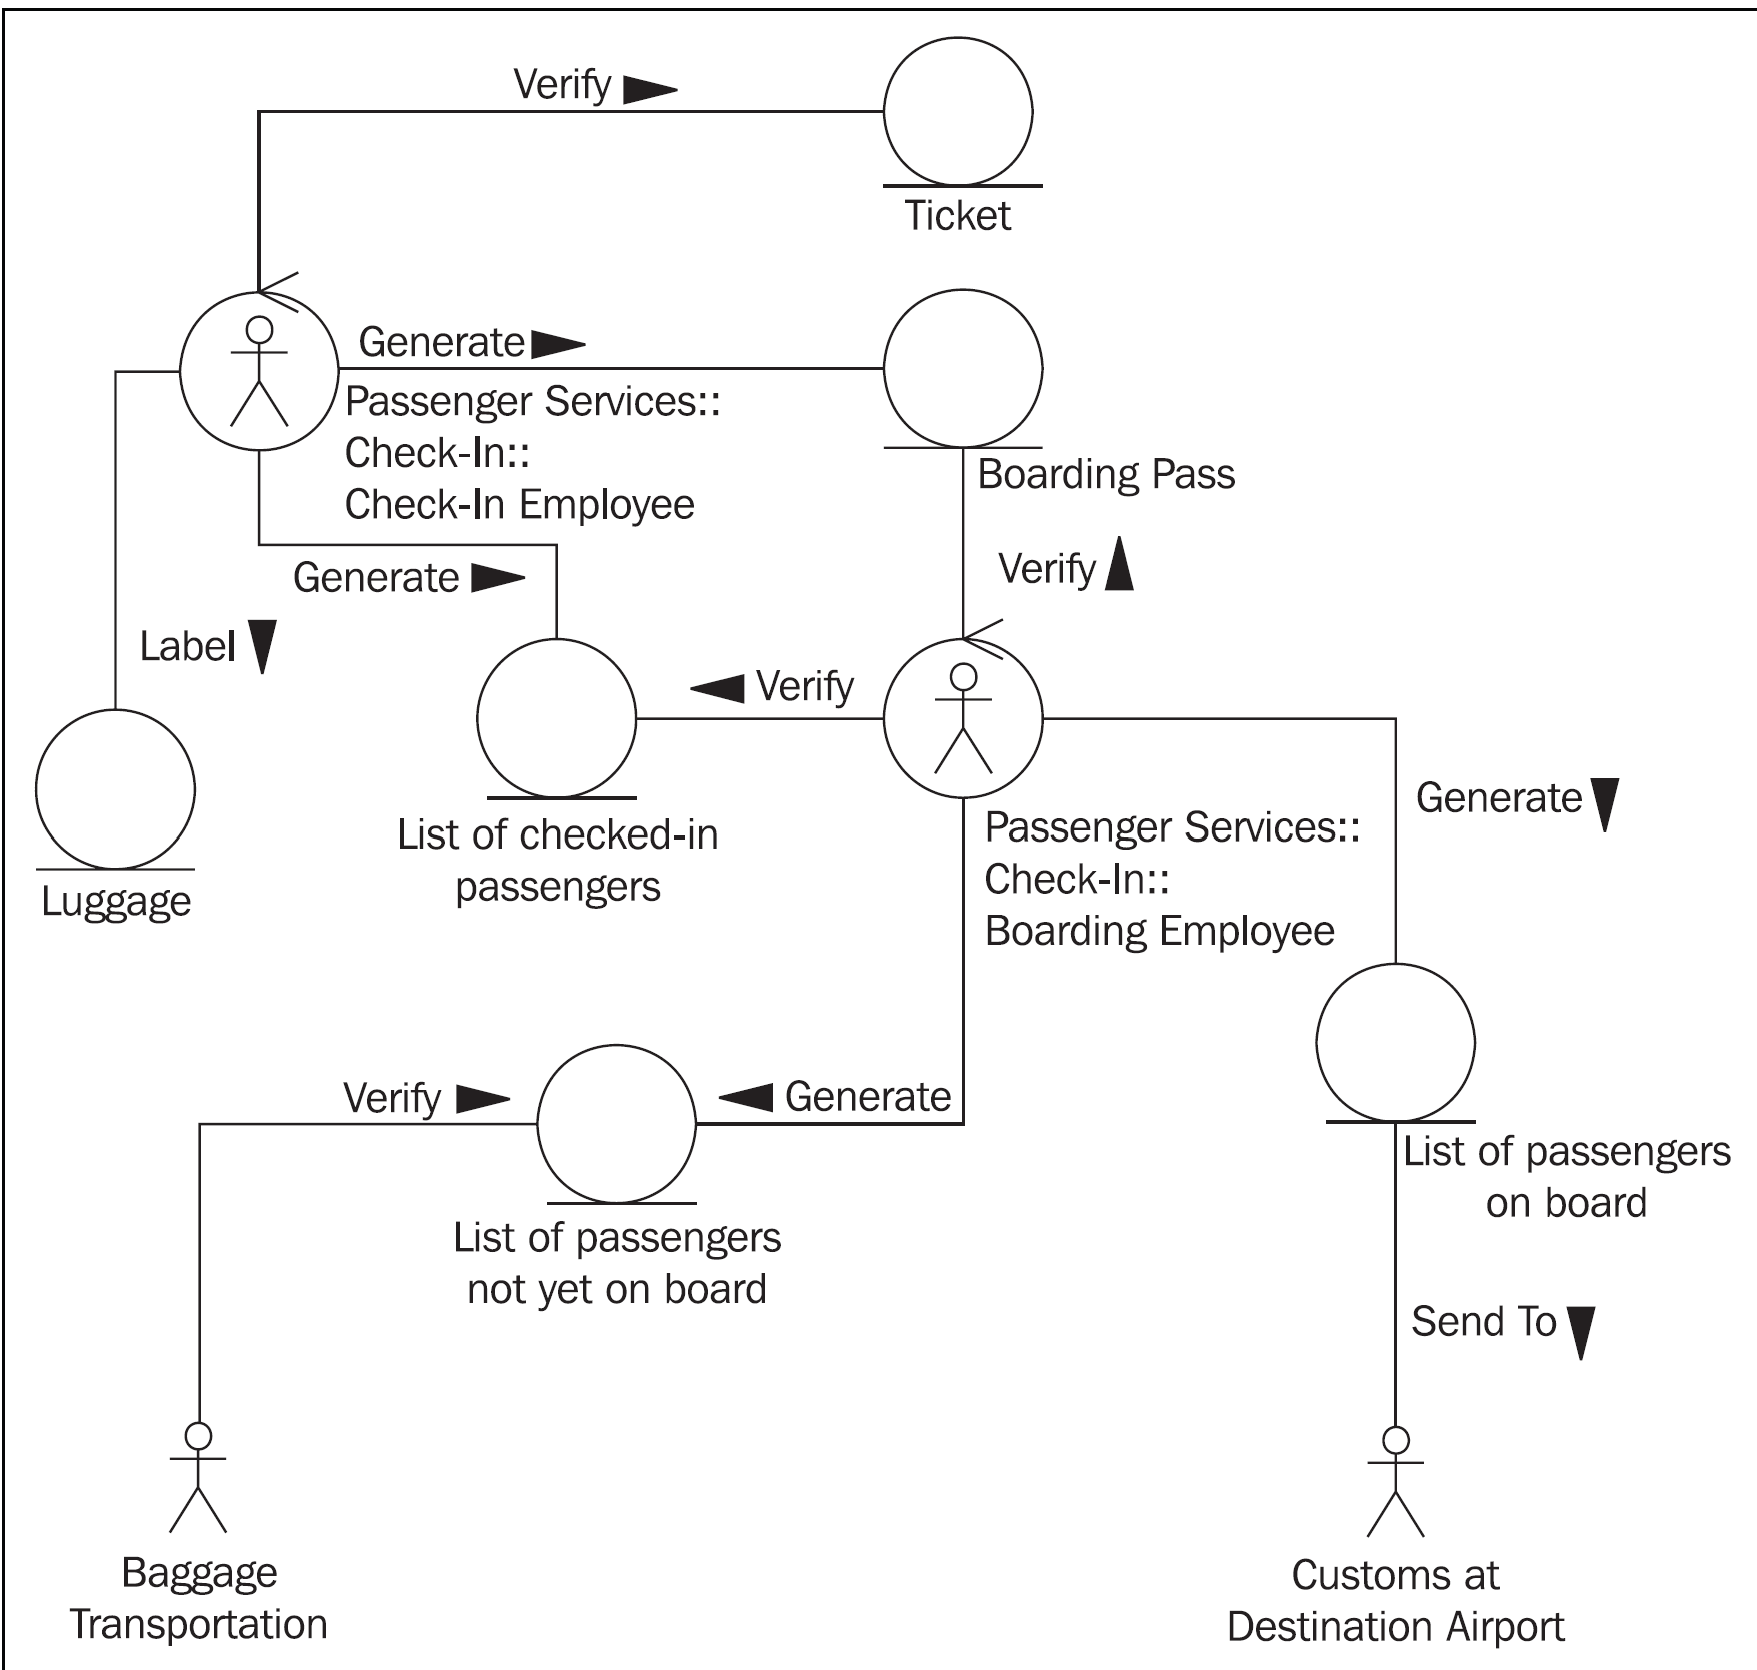 Verify
Ticket
Generate
Passenger Services::
Check-In::
Check-In Employee
Boarding Pass
Generate
Verify
Label
Verify
List of checked-in
passengers
Luggage
Generate
Passenger Services::
Check-In::
Boarding Employee
Verify
Generate
List of passengers
on board
List of passengers
not yet on board
Send To
Baggage
Transportation
Customs at
Destination Airport